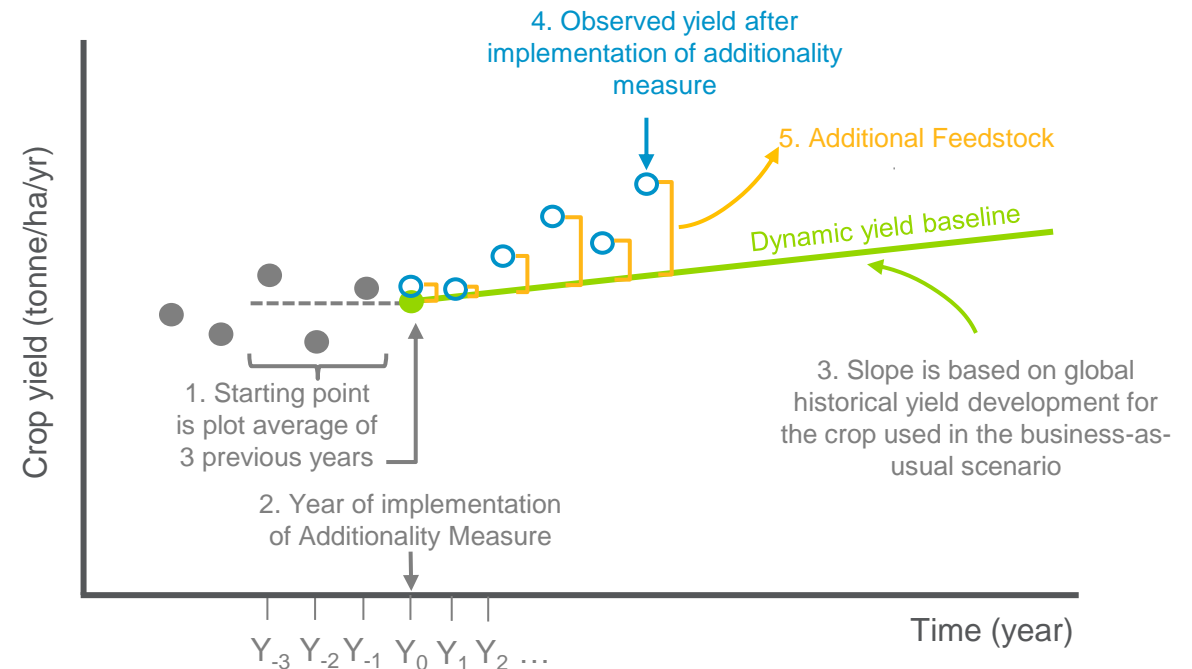 4. Observed yield after
implementation of additionality
measure
5. Additional Feedstock
Dynamic yield baseline
Crop yield (tonne/ha/yr)
1. Starting point
is plot average of
3 previous years
3. Slope is based on global
historical yield development for
the crop used in the business-as-
usual scenario
2. Year of implementation
of Additionality Measure
Time (year)
Y-3 Y-2 Y-1 Y0 Y1 Y2 ...